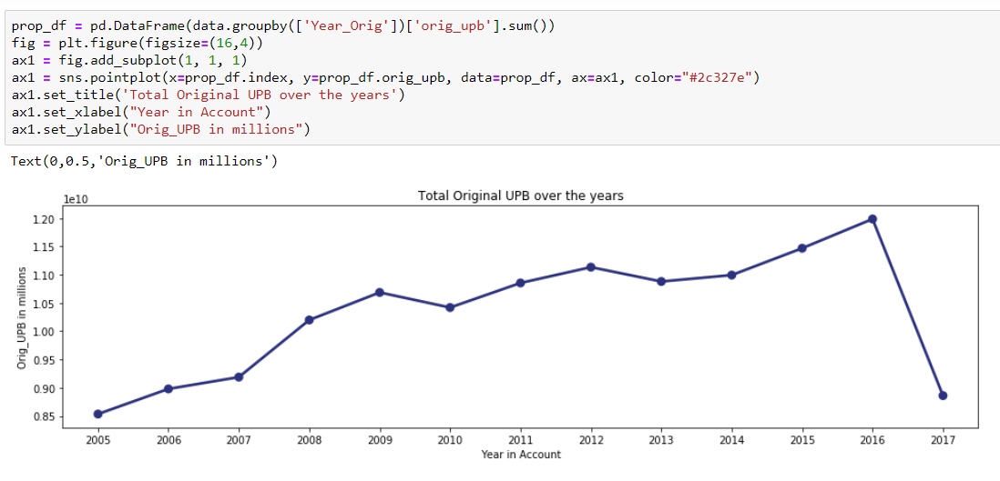 prop_df = pd.DataFrame(data.groupby(['Year_Orig'])['orig_upb'].sum())
fig = plt.figure(figsize=(16,4))
ax1 = fig.add_subplot(1, 1, 1)
ax1 = sns.pointplot(x=prop_df.index, y=prop_df.orig_upb, data=prop_df, ax=ax1, color="#2c327e")
ax1.set_title('Total Original UPB over the years')
ax1.set_xlabel("Year in Account")
ax1.set_ylabel("Orig_UPB in millions")
Text(0,0.5,'Orig_UPB in millions')
Total Original UPB over the years
1e10
1.20
1.15
1.10
1.05
1.00
0.95
0.90
0.85
Orig_UPB in millions
2005 2006 2007 2008 2009 2010 2011 2012 2013 2014 2015 2016 2017
Year in Account